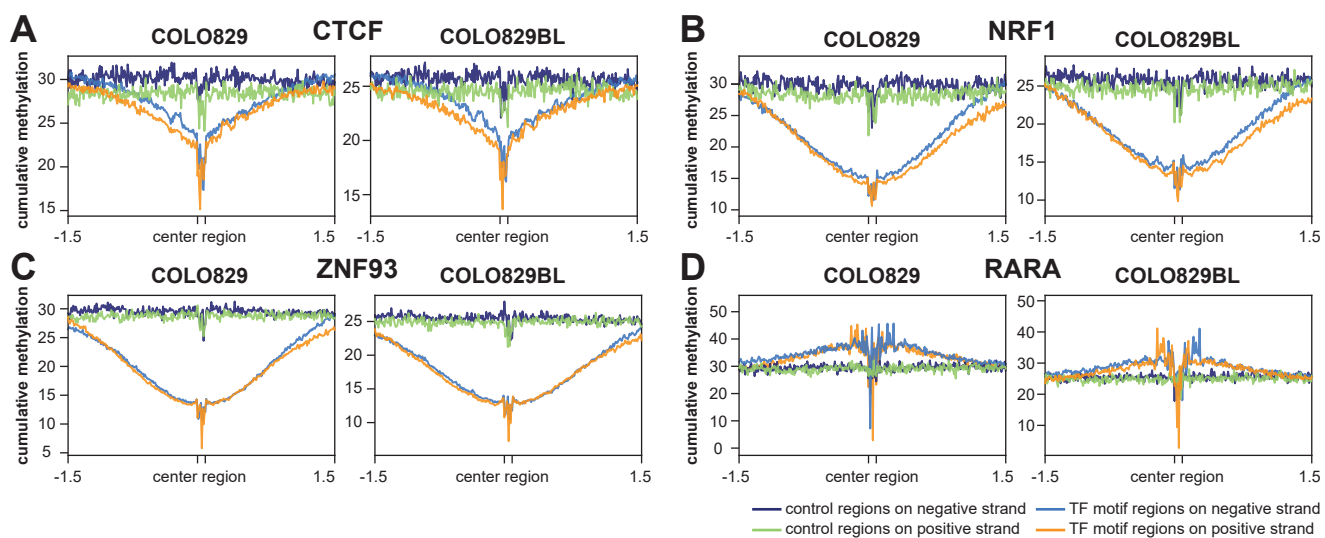 A COLO829 CTCF COLO829BL
cumulative methylation
30
25
20
15
-1.5 center region 1.5
25
20
15
-1.5 center region 1.5
B COLO829 NRF1 COLO829BL
cumulative methylation
30
25
20
15
10
-1.5 center region 1.5
25
20
15
10
-1.5 center region 1.5
C COLO829 ZNF93 COLO829BL
cumulative methylation
30
25
20
15
10
5
-1.5 center region 1.5
25
20
15
10
-1.5 center region 1.5
D COLO829 RARA COLO829BL
cumulative methylation
50
40
30
20
10
0
-1.5 center region 1.5
50
40
30
20
10
-1.5 center region 1.5
control regions on negative strand TF motif regions on negative strand
control regions on positive strand TF motif regions on positive strand